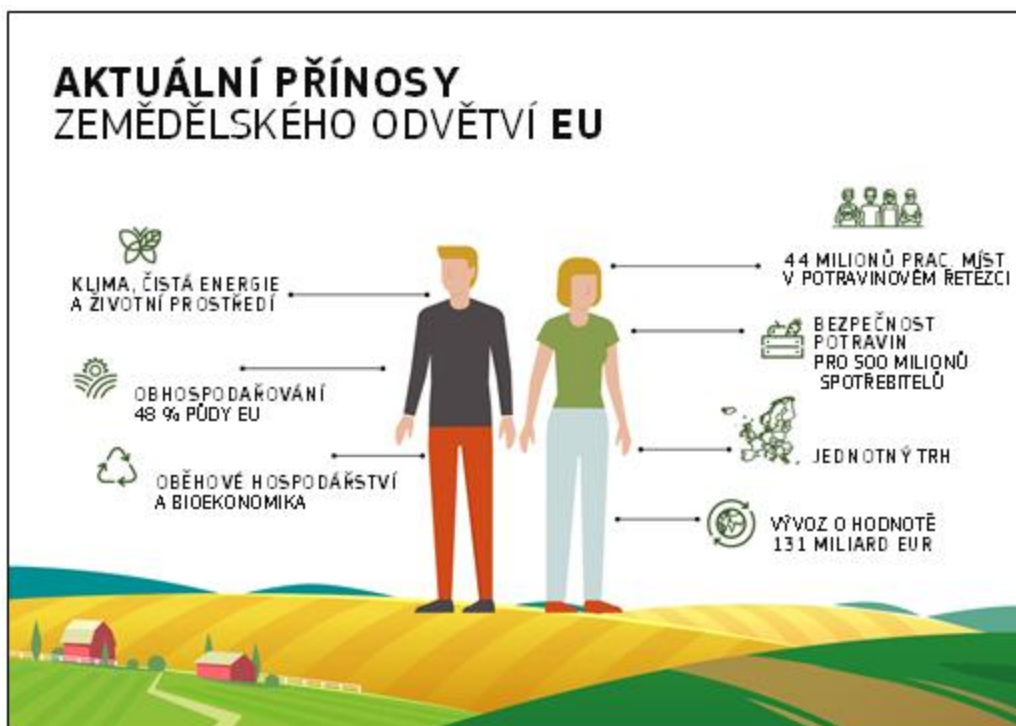 AKTUÁLNÍ PŘÍNOSY
ZEMĚDĚLSKÉHO ODVĚTVÍ EU
KLIMA, ČISTÁ ENERGIE
A ŽIVOTNÍ PROSTŘEDÍ
OBHOSPODAŘOVÁNÍ
48 % PŮDY EU
OBĚHOVÉ HOSPODÁŘSTVÍ
A BIOEKONOMIKA
44 MILIONŮ PRAC. MÍST
V POTRAVINOVÉM ŘETĚZCI
BEZPEČNOST
POTRAVIN
PRO 500 MILIONŮ
SPOTŘEBITELŮ
JEDNOTNÝ TRH
VÝVOZ O HODNOTĚ
131 MILIARD EUR